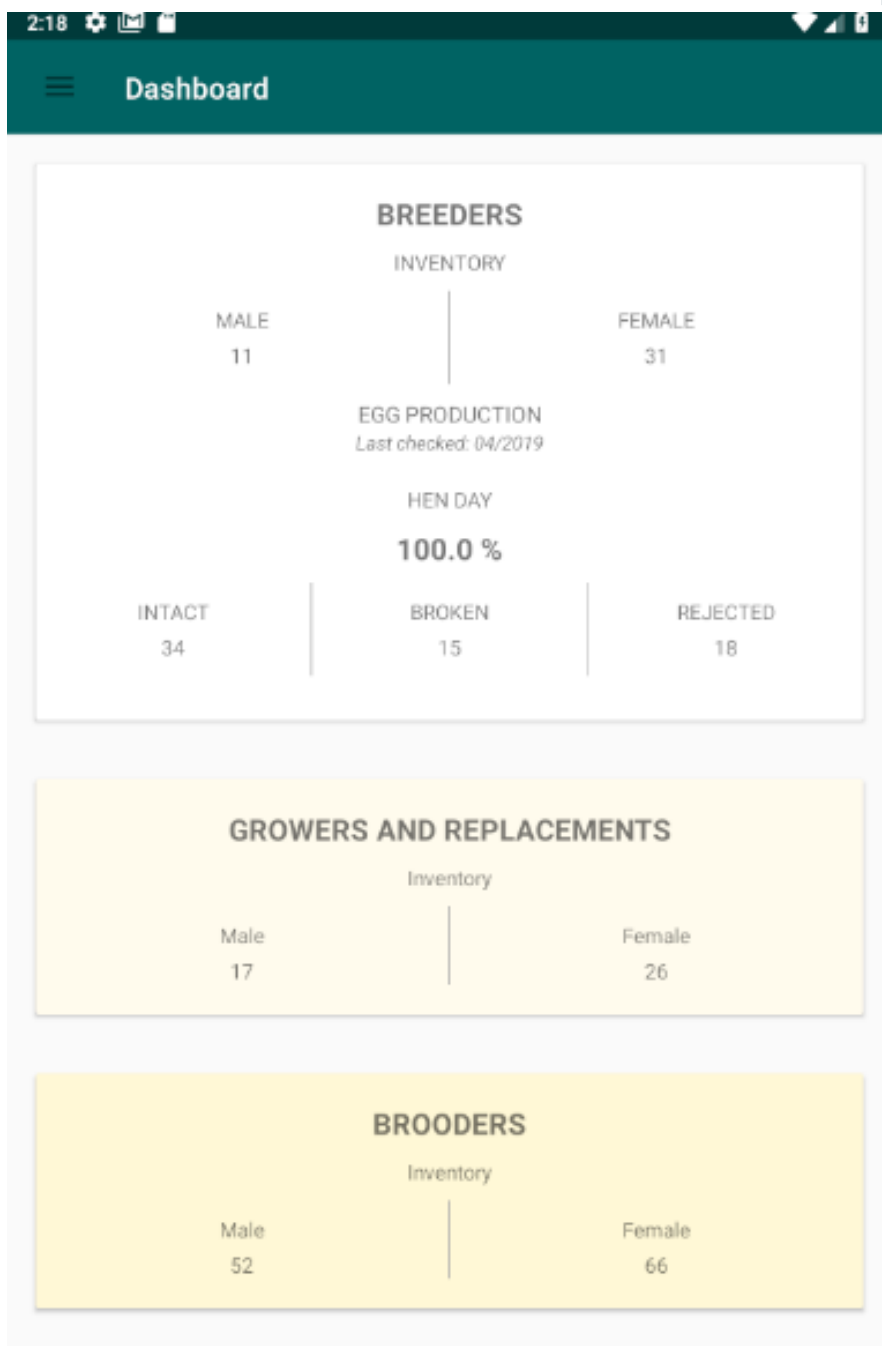 2:18
Dashboard
BREEDERS
INVENTORY
MALE FEMALE
11 31
EGG PRODUCTION
Last checked: 04/2019
HEN DAY
100.0 %
INTACT BROKEN REJECTED
34 15 18
GROWERS AND REPLACEMENTS
Inventory
Male Female
17 26
BROODERS
Inventory
Male Female
52 66